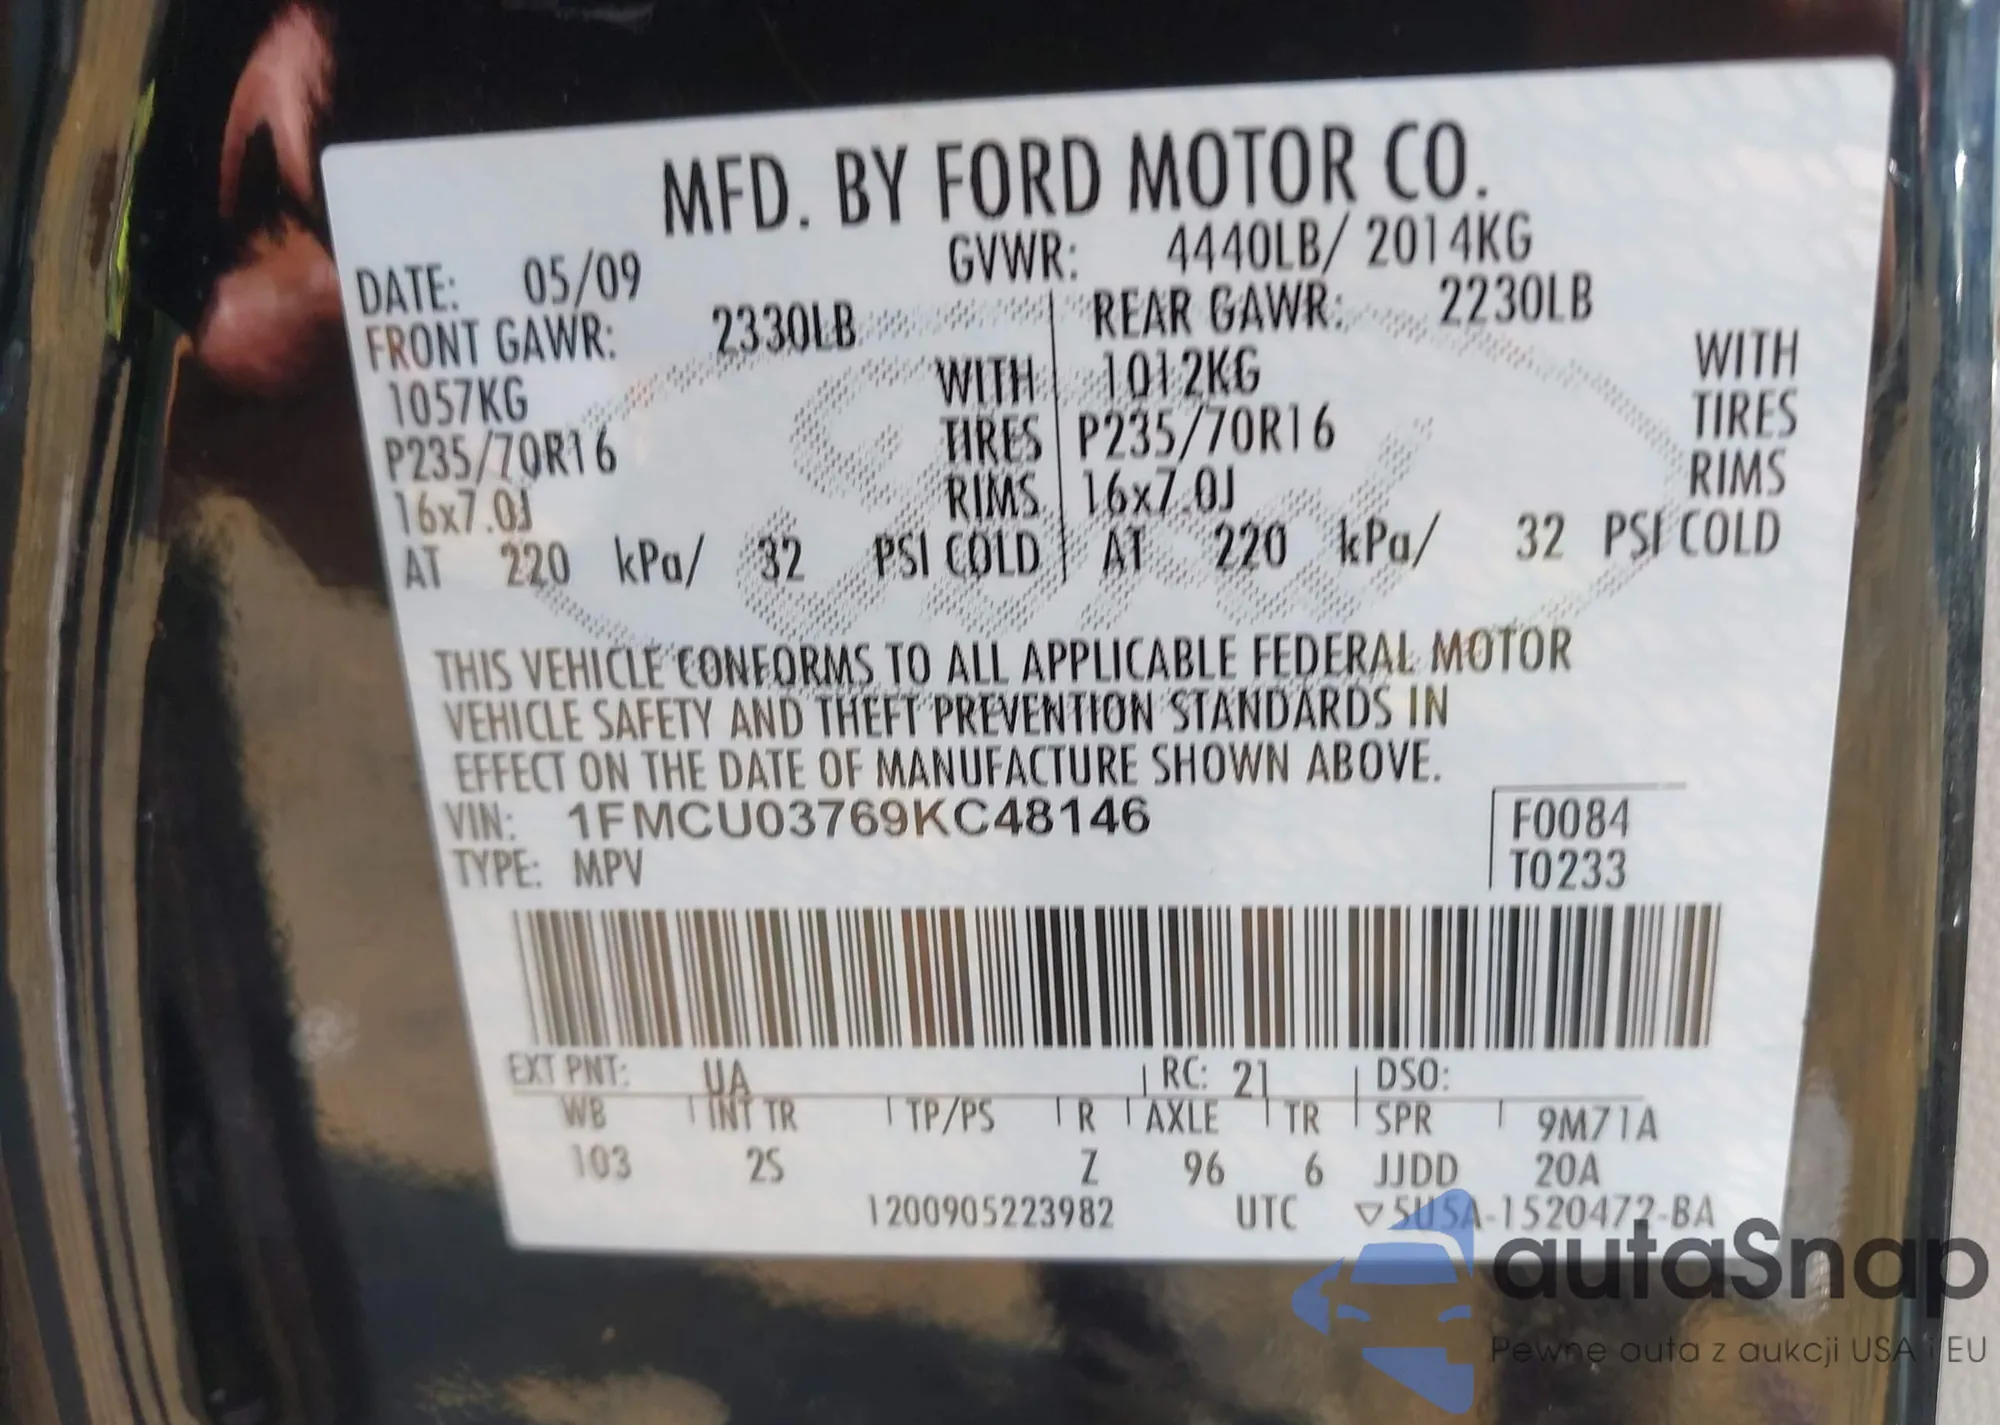 MFD. BY FORD MOTOR CO.
DATE: 05/09 GVWR: 4440LB/ 2014KG
FRONT GAWR: 2330LB REAR GAWR: 2230LB
1057KG WITH 1012KG WITH
P235/70R16 TIRES P235/70R16 TIRES
16x7.0J RIMS 16x7.0J RIMS
AT 220 kPa/ 32 PSI COLD AT 220 kPa/ 32 PSI COLD
THIS VEHICLE CONFORMS TO ALL APPLICABLE FEDERAL MOTOR
VEHICLE SAFETY AND THEFT PREVENTION STANDARDS IN
EFFECT ON THE DATE OF MANUFACTURE SHOWN ABOVE.
VIN: 1FMCU03769KC48146 F0084
TYPE: MPV T0233
EXT PNT: UA RC: 21 DSO:
WB INT TR TP/PS R AXLE TR SPR 9M71A
103 2S Z 96 6 JJDD 20A
1200905223982 UTC ▽5U5A-1520472-BA
autaSnap
Pewne auta z aukcji USA i EU